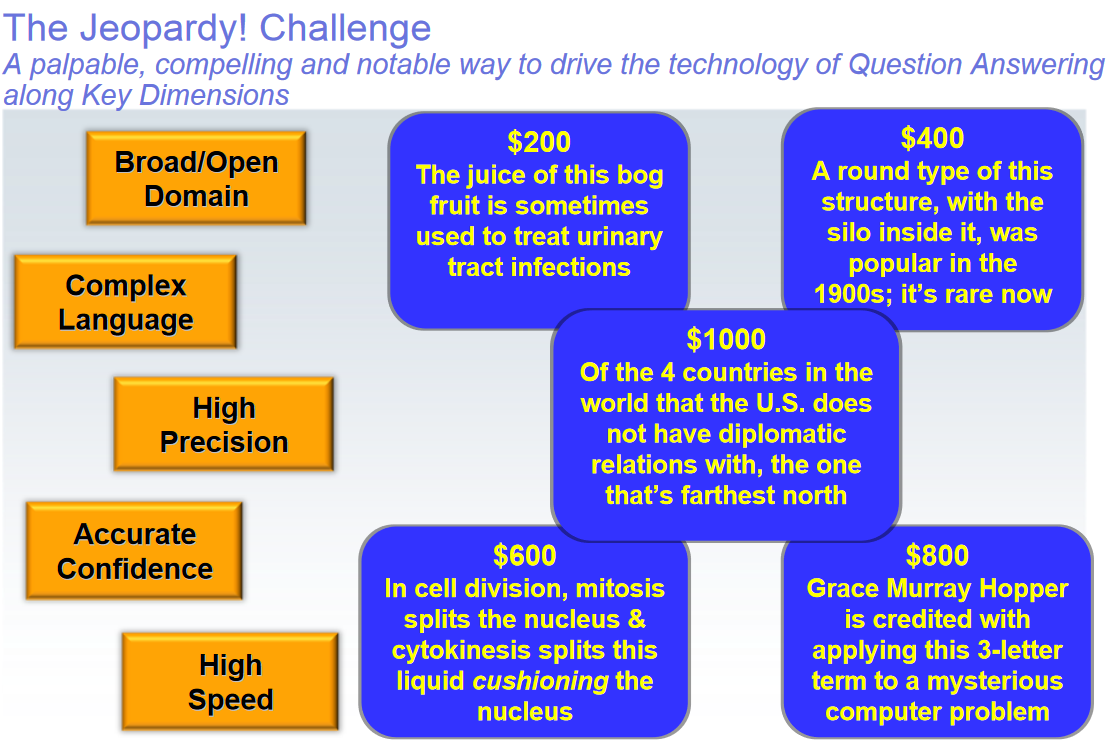 The Jeopardy! Challenge
A palpable, compelling and notable way to drive the technology of Question Answering
along Key Dimensions
Broad/Open
Domain
Complex
Language
High
Precision
Accurate
Confidence
High
Speed
$200
The juice of this bog
fruit is sometimes
used to treat urinary
tract infections
$400
A round type of this
structure, with the
silo inside it, was
popular in the
1900s; it’s rare now
$1000
Of the 4 countries in the
world that the U.S. does
not have diplomatic
relations with, the one
that’s farthest north
$600
In cell division, mitosis
splits the nucleus &
cytokinesis splits this
liquid cushioning the
nucleus
$800
Grace Murray Hopper
is credited with
applying this 3-letter
term to a mysterious
computer problem